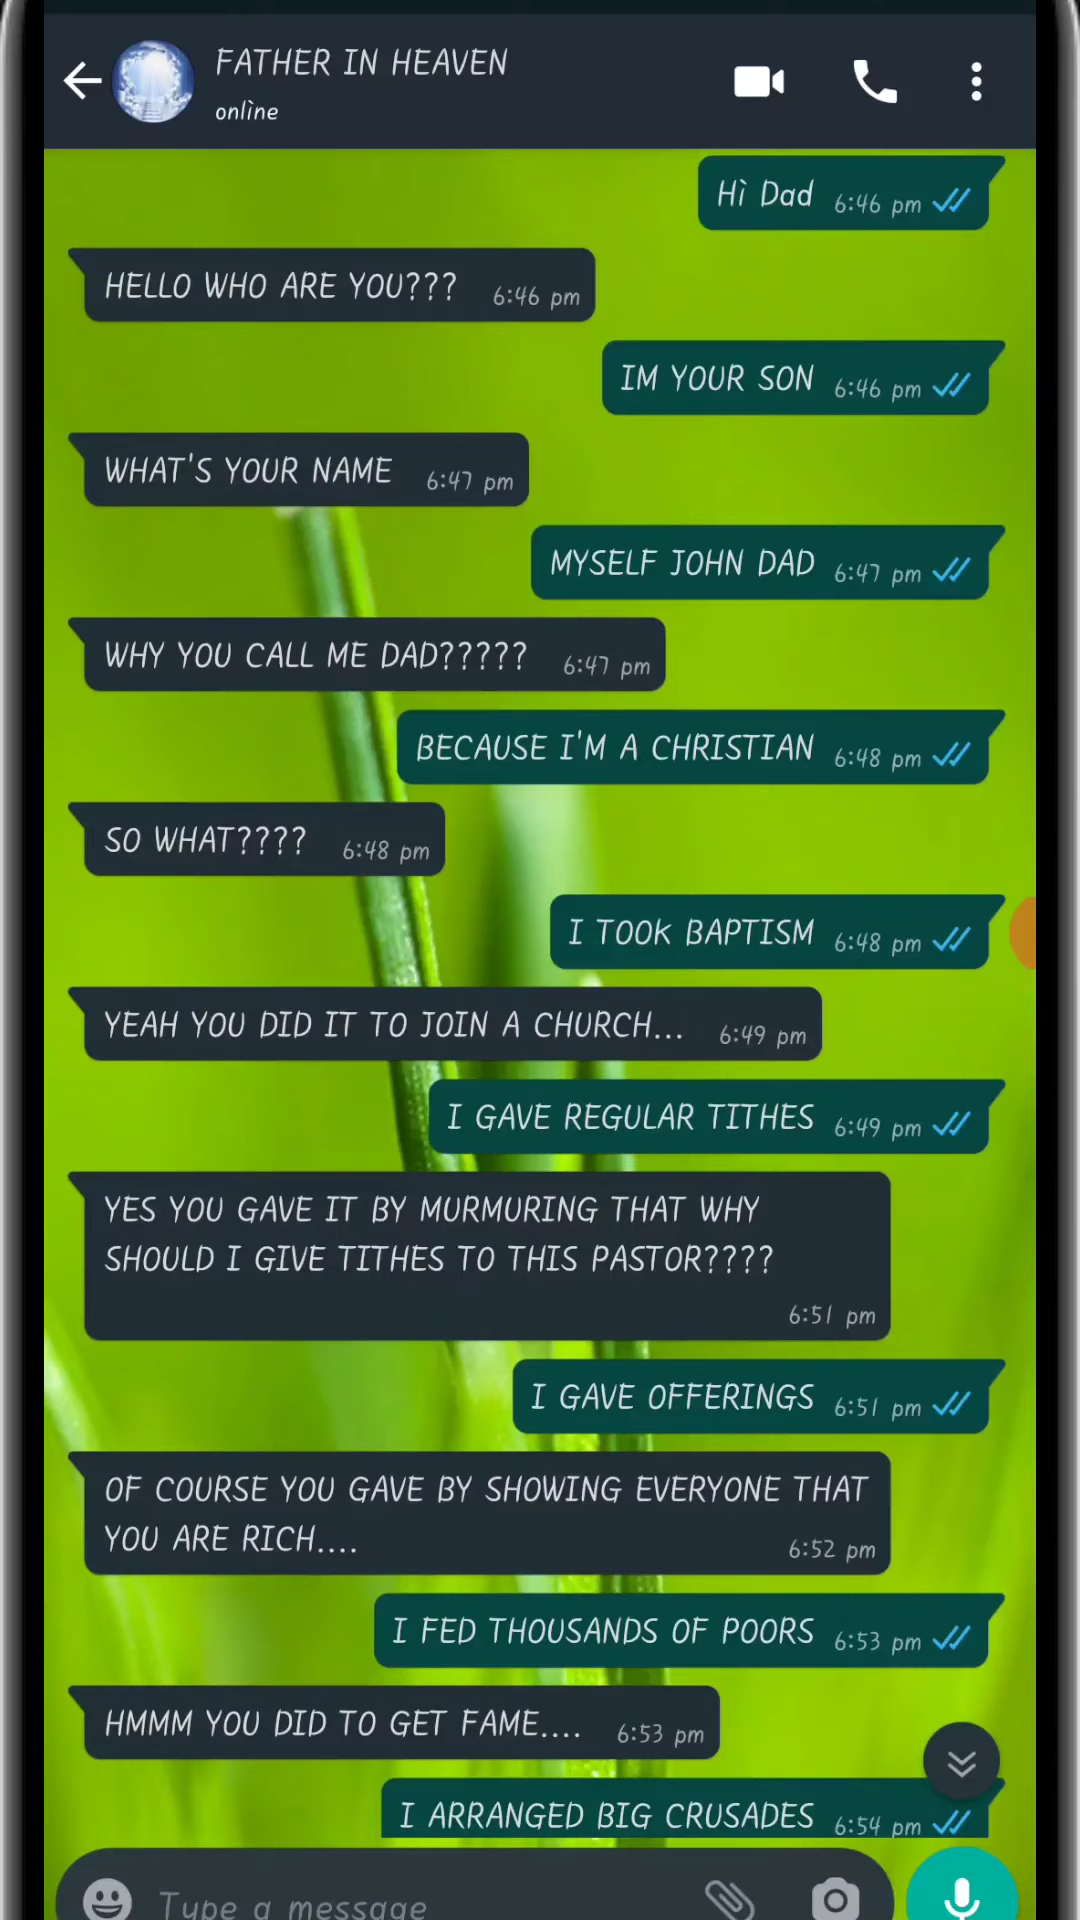 FATHER IN HEAVEN
onlìne
Hì Dad 6:46 pm
HELLO WHO ARE YOU??? 6:46 pm
IM YOUR SON 6:46 pm
WHAT'S YOUR NAME 6:47 pm
MYSELF JOHN DAD 6:47 pm
WHY YOU CALL ME DAD????? 6:47 pm
BECAUSE I'M A CHRISTIAN 6:48 pm
SO WHAT???? 6:48 pm
I TOOK BAPTISM 6:48 pm
YEAH YOU DID IT TO JOIN A CHURCH... 6:49 pm
I GAVE REGULAR TITHES 6:49 pm
YES YOU GAVE IT BY MURMURING THAT WHY
SHOULD I GIVE TITHES TO THIS PASTOR????
6:51 pm
I GAVE OFFERINGS 6:51 pm
OF COURSE YOU GAVE BY SHOWING EVERYONE THAT
YOU ARE RICH.... 6:52 pm
I FED THOUSANDS OF POORS 6:53 pm
HMMM YOU DID TO GET FAME.... 6:53 pm
I ARRANGED BIG CRUSADES 6:54 pm
Type a message